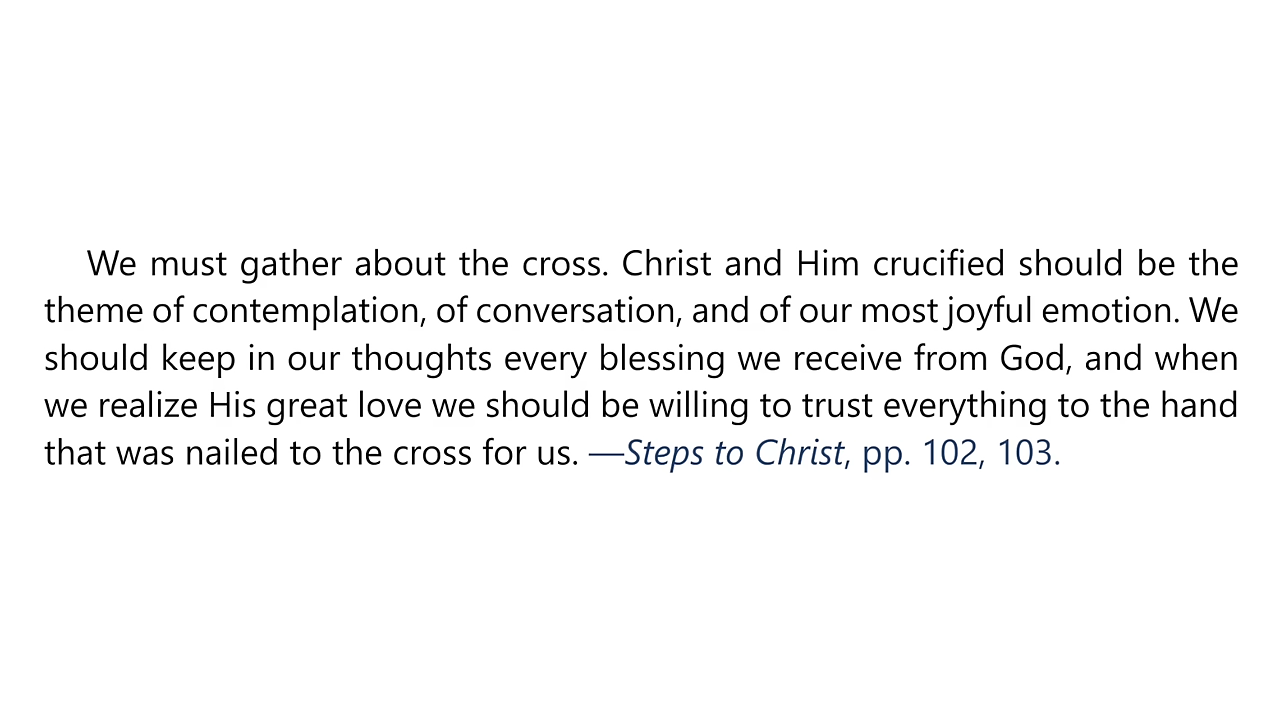 We must gather about the cross. Christ and Him crucified should be the
theme of contemplation, of conversation, and of our most joyful emotion. We
should keep in our thoughts every blessing we receive from God, and when
we realize His great love we should be willing to trust everything to the hand
that was nailed to the cross for us. —Steps to Christ, pp. 102, 103.